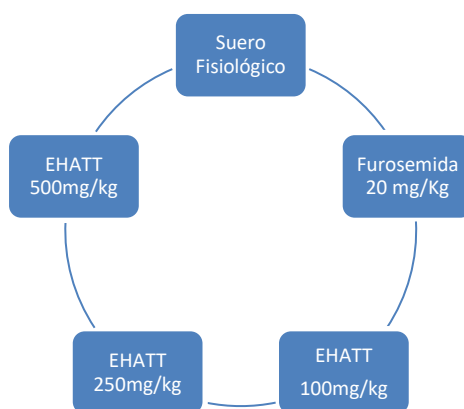 Suero
Fisiológico
Furosemida
20 mg/Kg
EHATT
100mg/kg
EHATT
250mg/kg
EHATT
500mg/kg